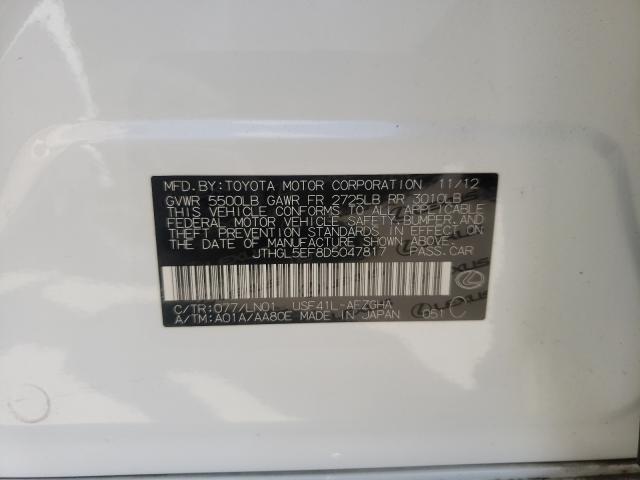 MFD.BY:TOYOTA MOTOR CORPORATION 11/12
GVWR 5500LB GAWR FR 2725LB RR 3010LB
THIS VEHICLE CONFORMS TO ALL APPLICABLE
FEDERAL MOTOR VEHICLE SAFETY, BUMPER, AND
THEFT PREVENTION STANDARDS IN EFFECT ON
THE DATE OF MANUFACTURE SHOWN ABOVE.
JTHGL5EF8D5047817 PASS.CAR
C/TR:077/LN01 USF41L-AEZGHA
A/TM:A01A/AA80E MADE IN JAPAN 051C
LEXUS